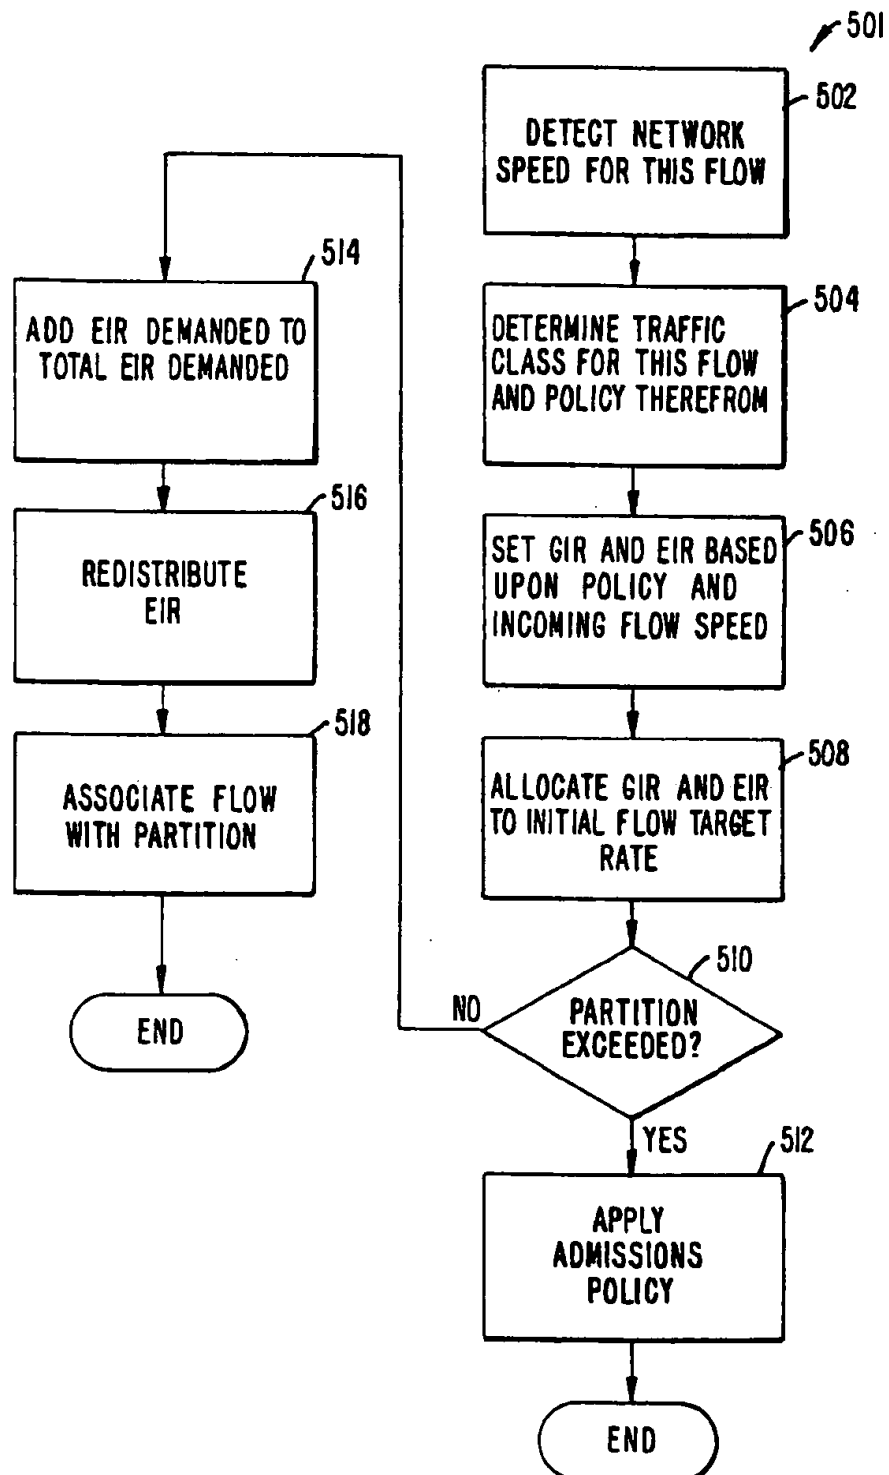 501
502
DETECT NETWORK
SPEED FOR THIS FLOW
504
DETERMINE TRAFFIC
CLASS FOR THIS FLOW
AND POLICY THEREFROM
506
SET GIR AND EIR BASED
UPON POLICY AND
INCOMING FLOW SPEED
508
ALLOCATE GIR AND EIR
TO INITIAL FLOW TARGET
RATE
510
PARTITION
EXCEEDED?
NO
YES
512
APPLY
ADMISSIONS
POLICY
END
514
ADD EIR DEMANDED TO
TOTAL EIR DEMANDED
516
REDISTRIBUTE
EIR
518
ASSOCIATE FLOW
WITH PARTITION
END